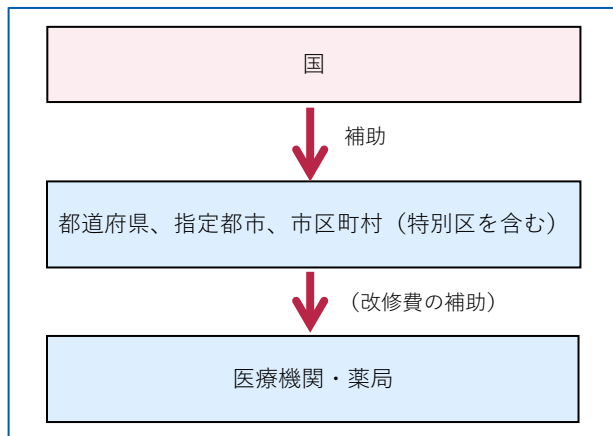 国
補助
都道府県、指定都市、市区町村（特別区を含む）
（改修費の補助）
医療機関・薬局